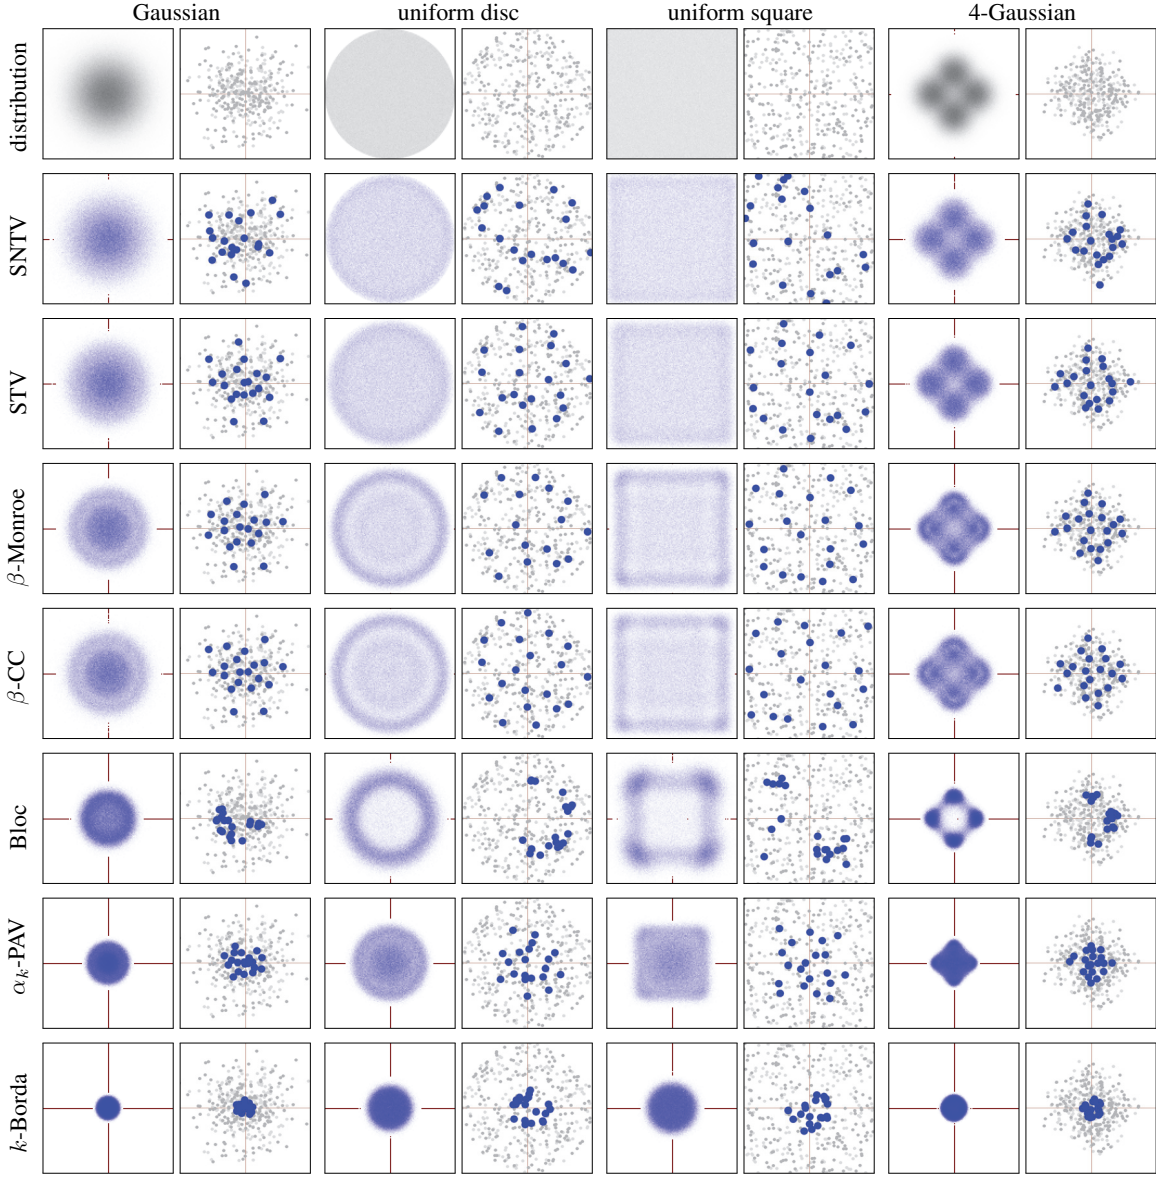 Gaussian uniform disc uniform square 4-Gaussian
distribution
SNTV
STV
β-Monroe
β-CC
Bloc
αₖ-PAV
k-Borda